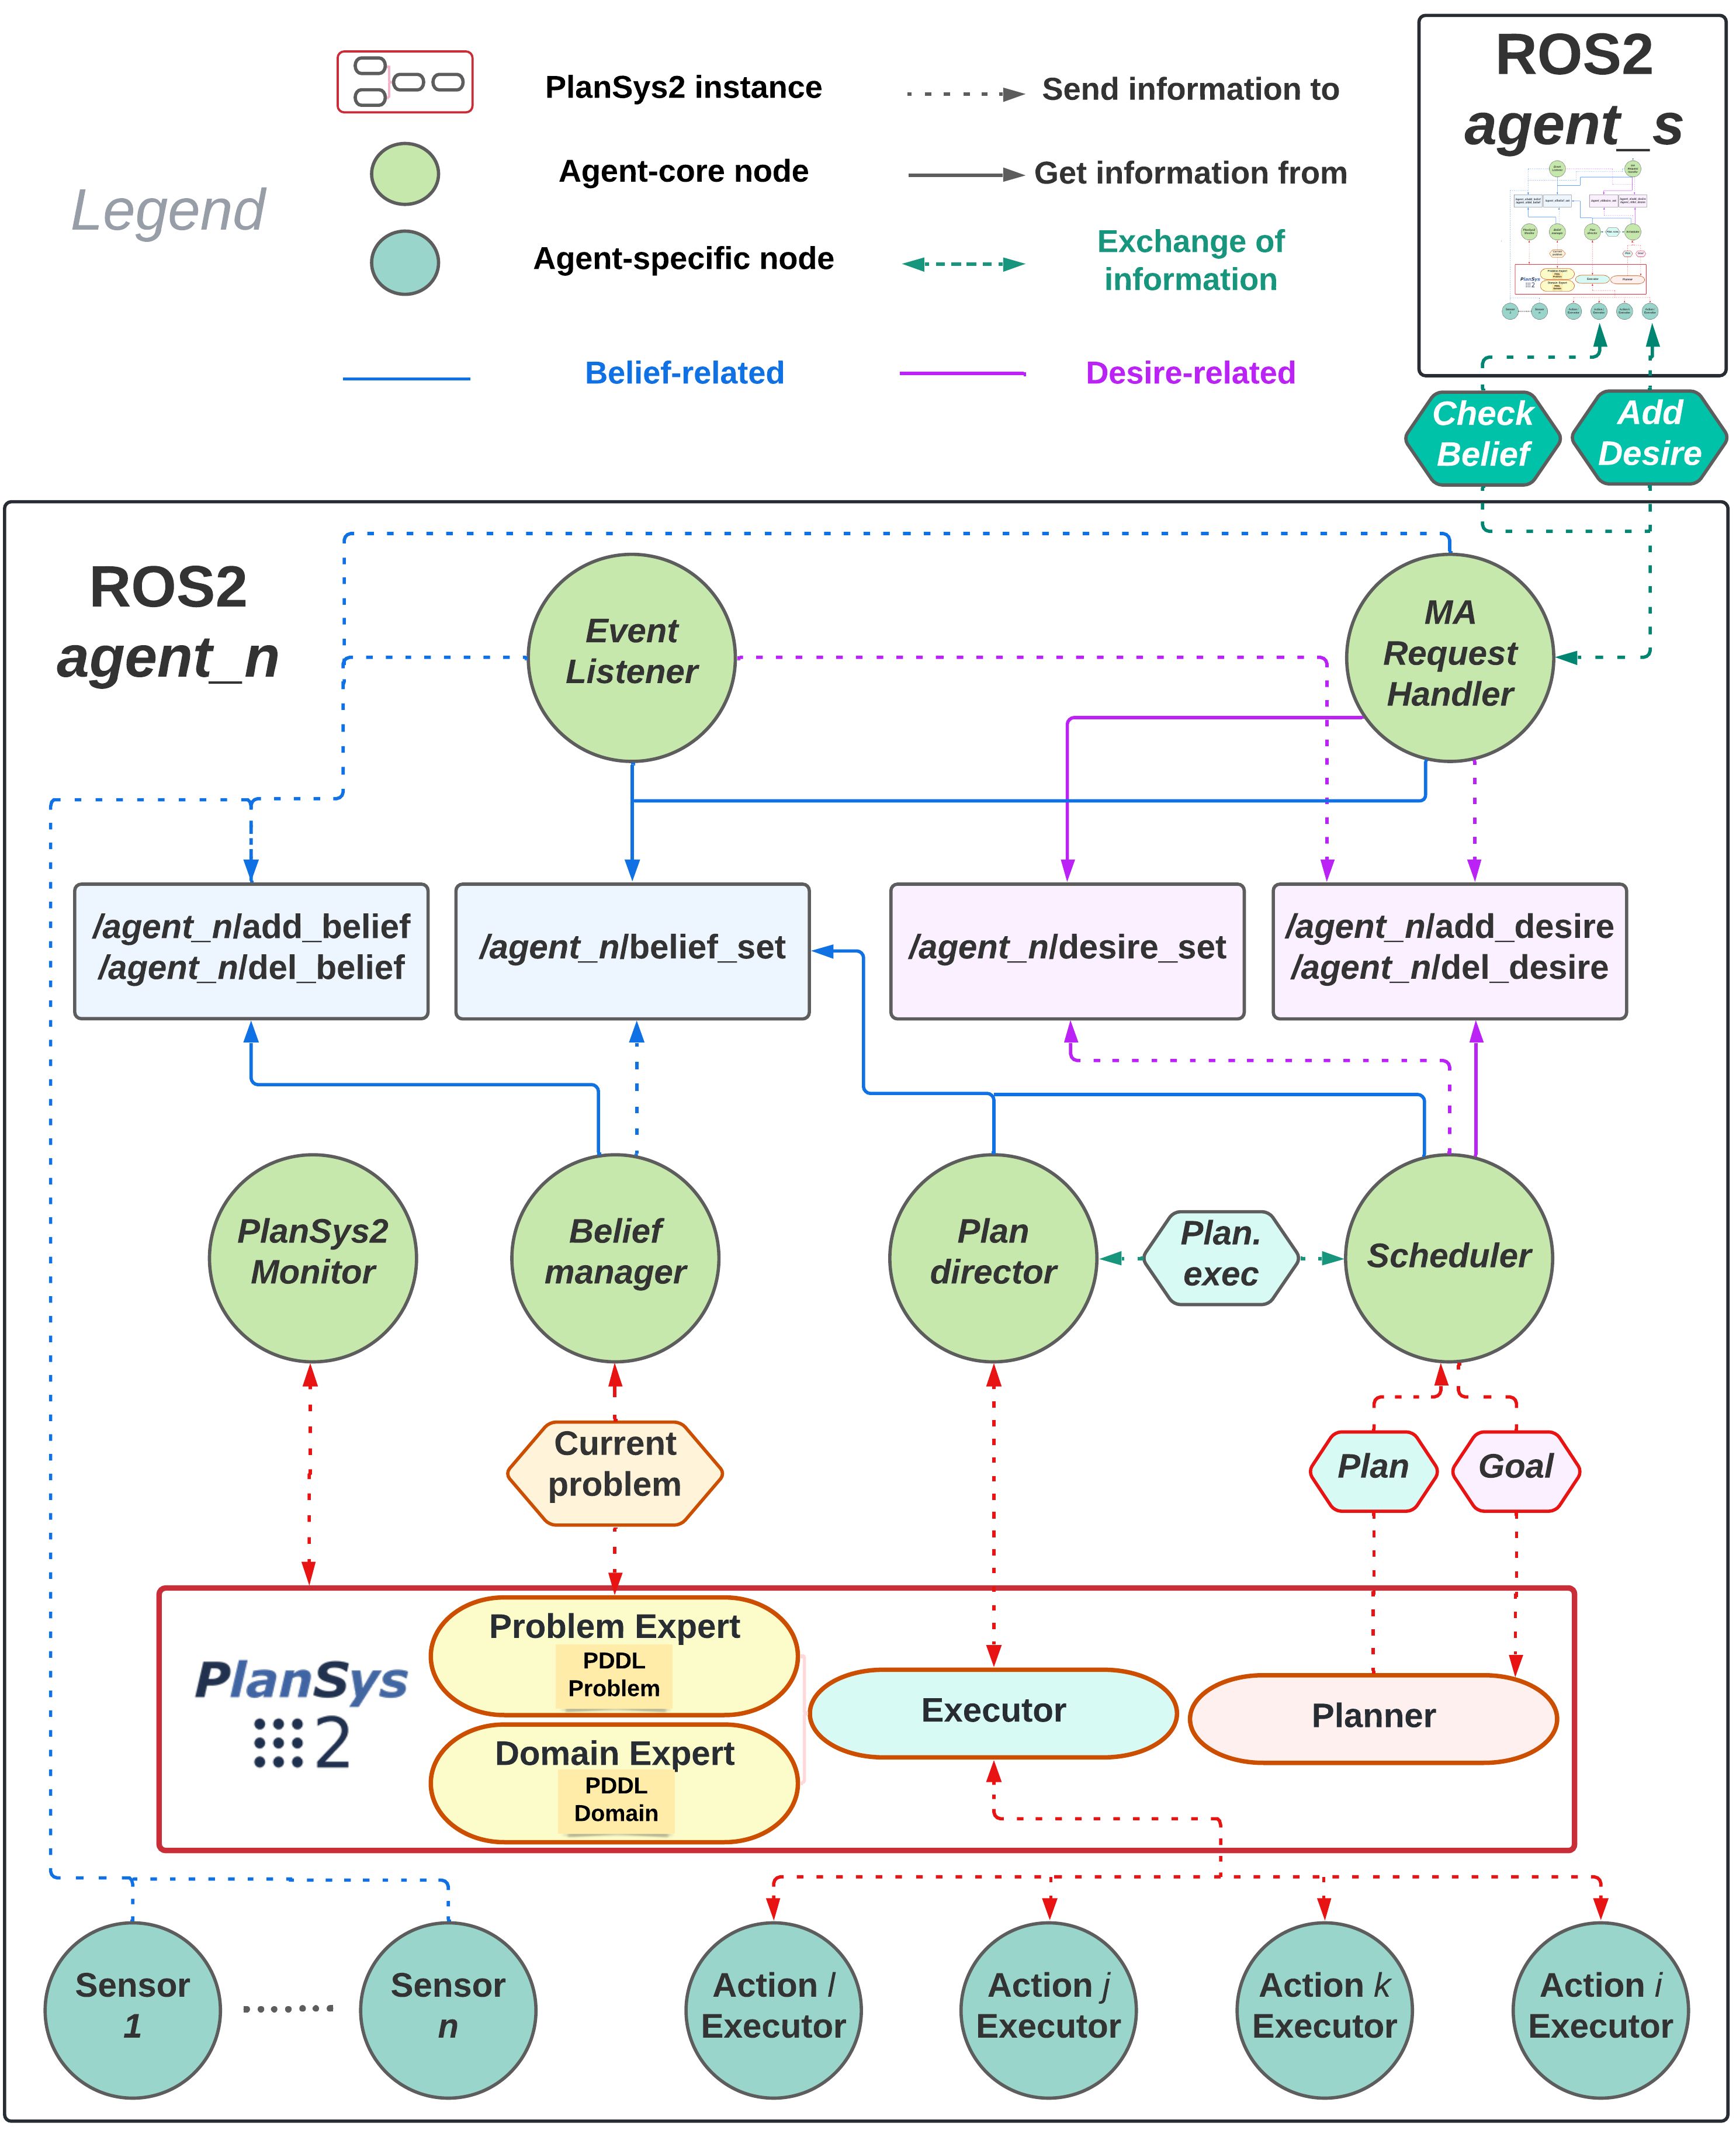 Legend
PlanSys2 instance
Send information to
Agent-core node
Get information from
Agent-specific node
Exchange of
information
Belief-related
Desire-related
ROS2
agent_s
Check
Belief
Add
Desire
ROS2
agent_n
Event
Listener
MA
Request
Handler
/agent_n/add_belief
/agent_n/del_belief
/agent_n/belief_set
/agent_n/desire_set
/agent_n/add_desire
/agent_n/del_desire
PlanSys2
Monitor
Belief
manager
Plan
director
Plan.
exec
Scheduler
Current
problem
Plan
Goal
PlanSys
2
Problem Expert
PDDL
Problem
Domain Expert
PDDL
Domain
Executor
Planner
Sensor
1
Sensor
n
Action l
Executor
Action j
Executor
Action k
Executor
Action i
Executor